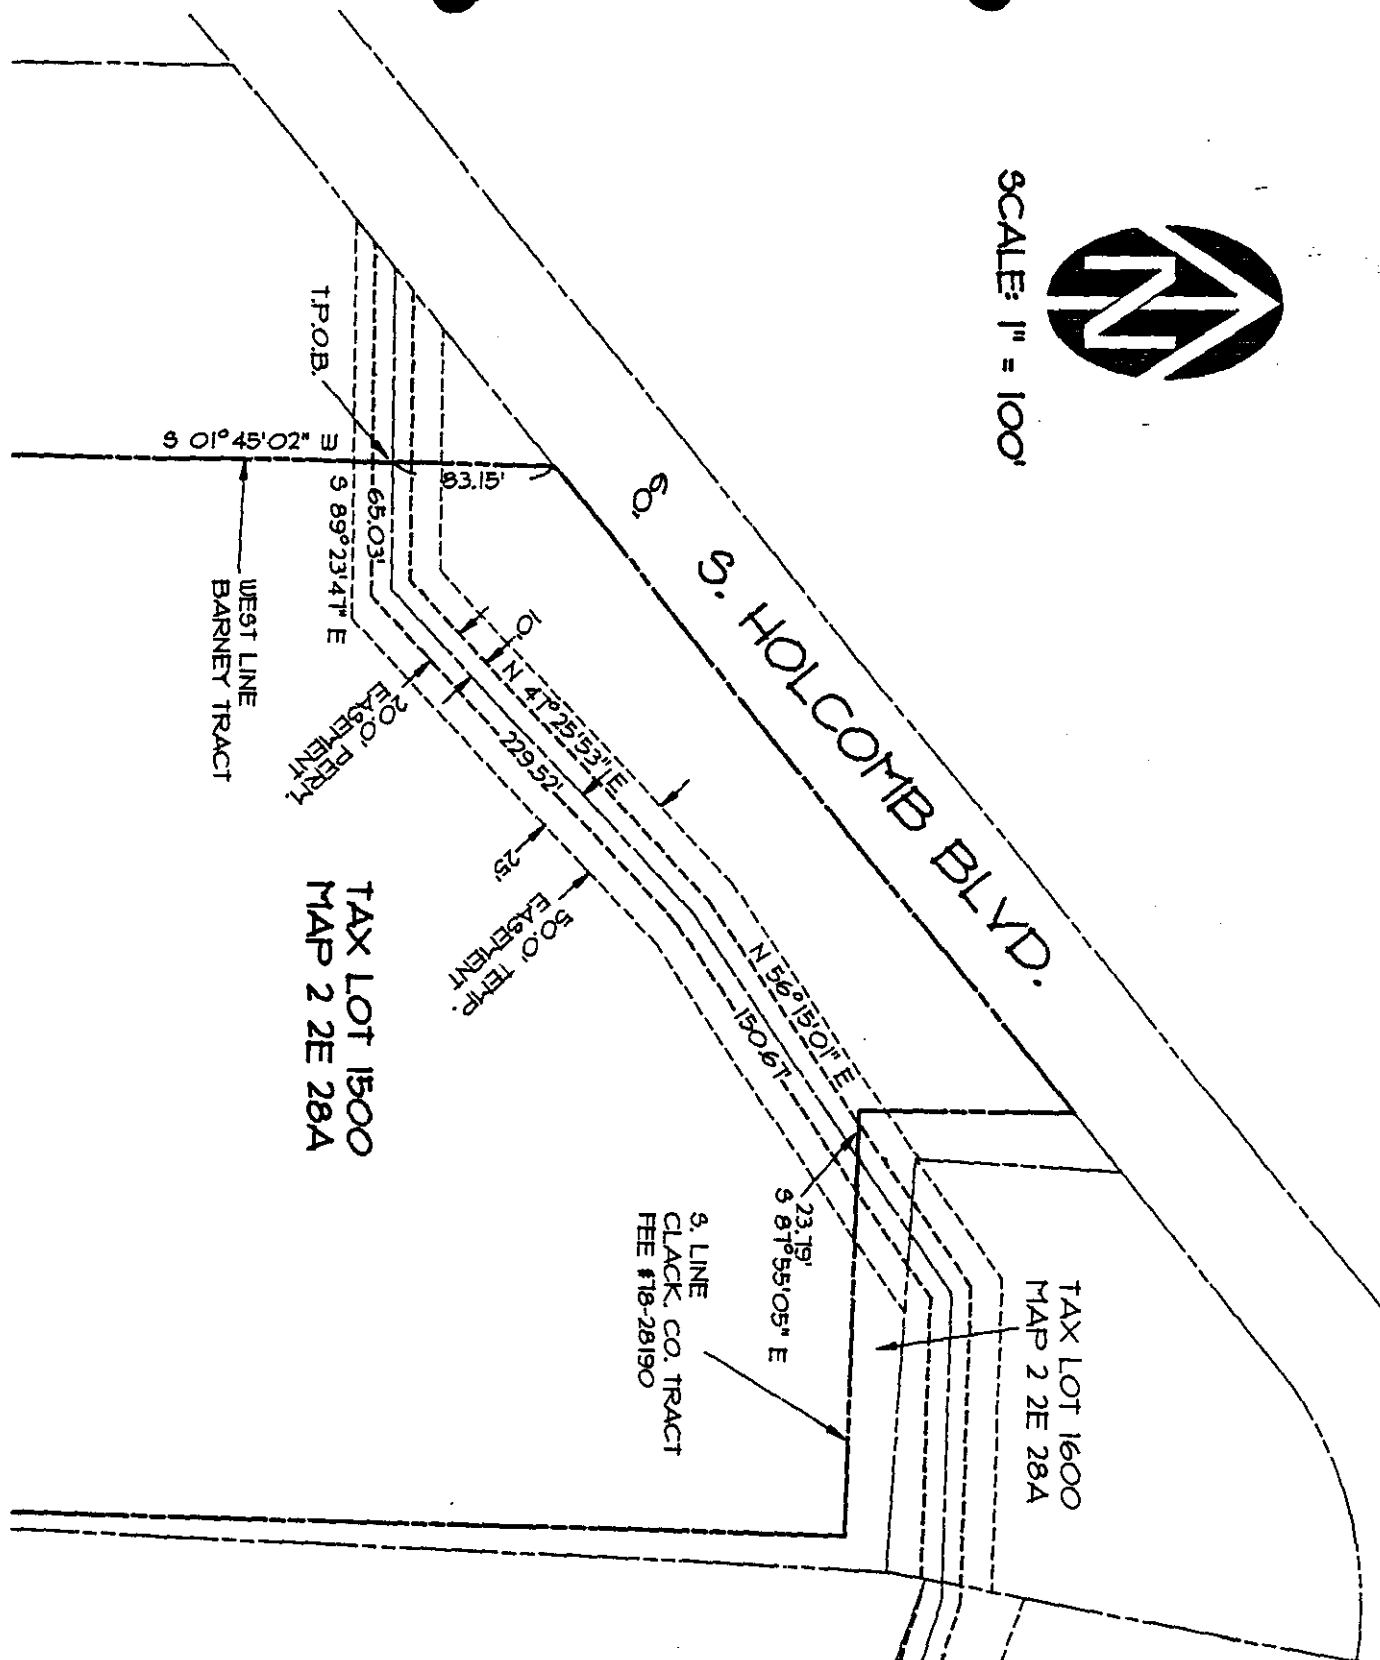 N
SCALE: 1" = 100'
60'
S. HOLCOMB BLVD.
T.P.O.B.
S 01°45'02" W
83.15'
65.03'
S 89°23'47" E
WEST LINE
BARNEY TRACT
10'
N 47°25'53" E
229.52'
20.0' PERMENT.
EASEMENT
25'
50.0' TEMP.
EASEMENT
N 56°15'01" E
150.67'
TAX LOT 1500
MAP 2 2E 28A
23.79'
S 87°55'05" E
S. LINE
CLACK. CO. TRACT
FEE #78-28190
TAX LOT 1600
MAP 2 2E 28A